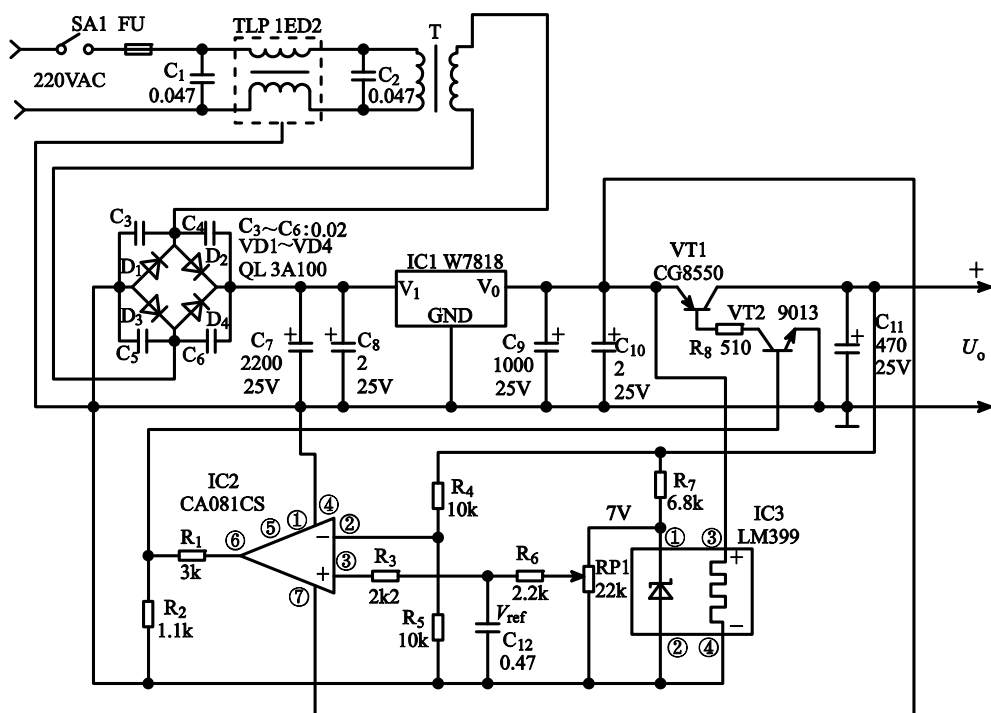 SA1 FU
TLP 1ED2
T
220VAC
C1
0.047
C2
0.047
C3
C4
C3~C6:0.02
VD1~VD4
QL 3A100
D1
D2
D3
D4
C5
C6
IC1 W7818
V1
V0
GND
VT1
CG8550
VT2 9013
R8 510
+
Uo
C7
2200
25V
+
C8
2
25V
+
C9
1000
25V
+
C10
2
25V
+
C11
470
25V
+
IC2
CA081CS
R1
3k
R2
1.1k
⑥
⑤
①
④
②
③
⑦
−
+
R3
2k2
R4
10k
R5
10k
R6
2.2k
Vref
C12
0.47
7V
RP1
22k
R7
6.8k
IC3
LM399
①
③
+
−
②
④